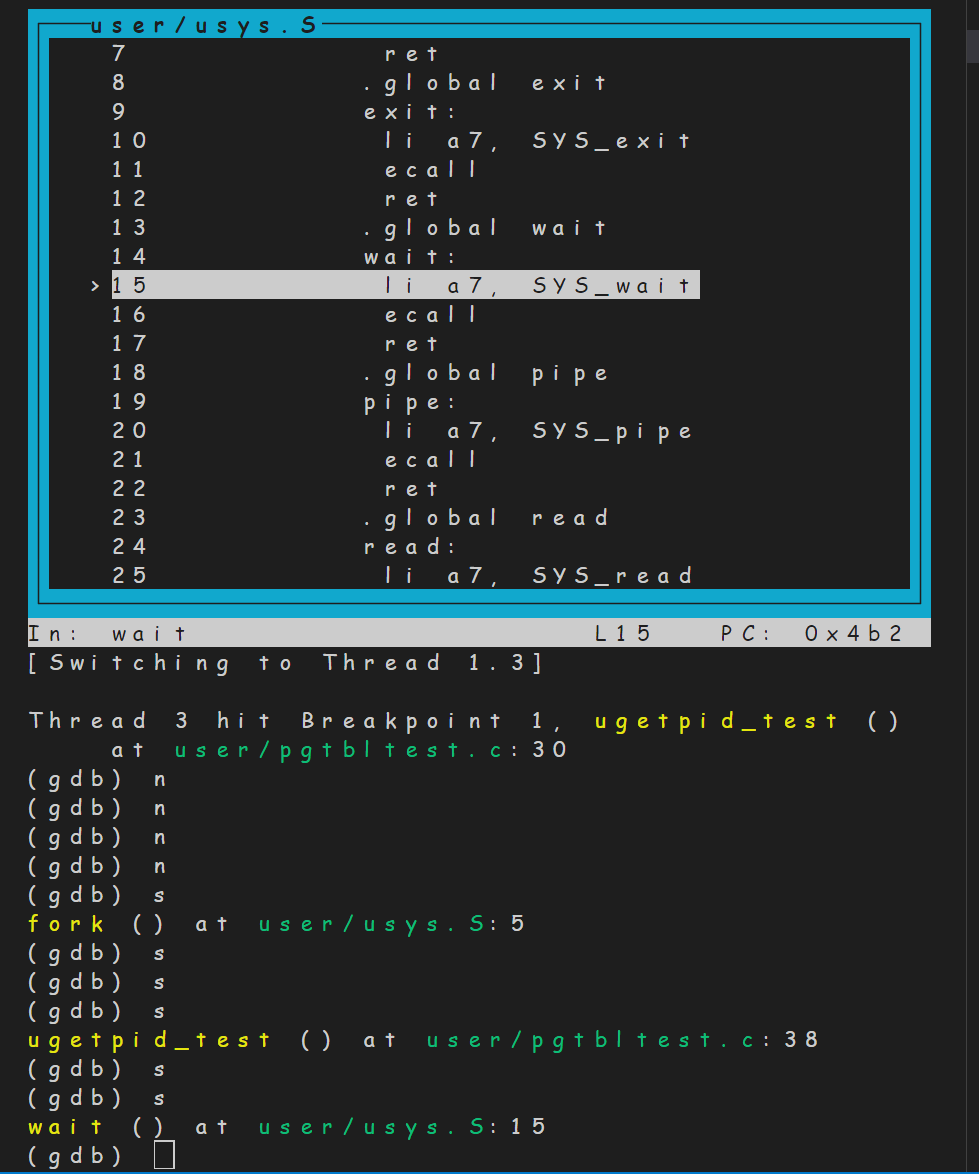 user/usys.S
7 ret
8 .global exit
9 exit:
10 li a7, SYS_exit
11 ecall
12 ret
13 .global wait
14 wait:
> 15 li a7, SYS_wait
16 ecall
17 ret
18 .global pipe
19 pipe:
20 li a7, SYS_pipe
21 ecall
22 ret
23 .global read
24 read:
25 li a7, SYS_read
In: wait L15 PC: 0x4b2
[Switching to Thread 1.3]
Thread 3 hit Breakpoint 1, ugetpid_test ()
at user/pgtbltest.c:30
(gdb) n
(gdb) n
(gdb) n
(gdb) n
(gdb) s
fork () at user/usys.S:5
(gdb) s
(gdb) s
(gdb) s
ugetpid_test () at user/pgtbltest.c:38
(gdb) s
(gdb) s
wait () at user/usys.S:15
(gdb)